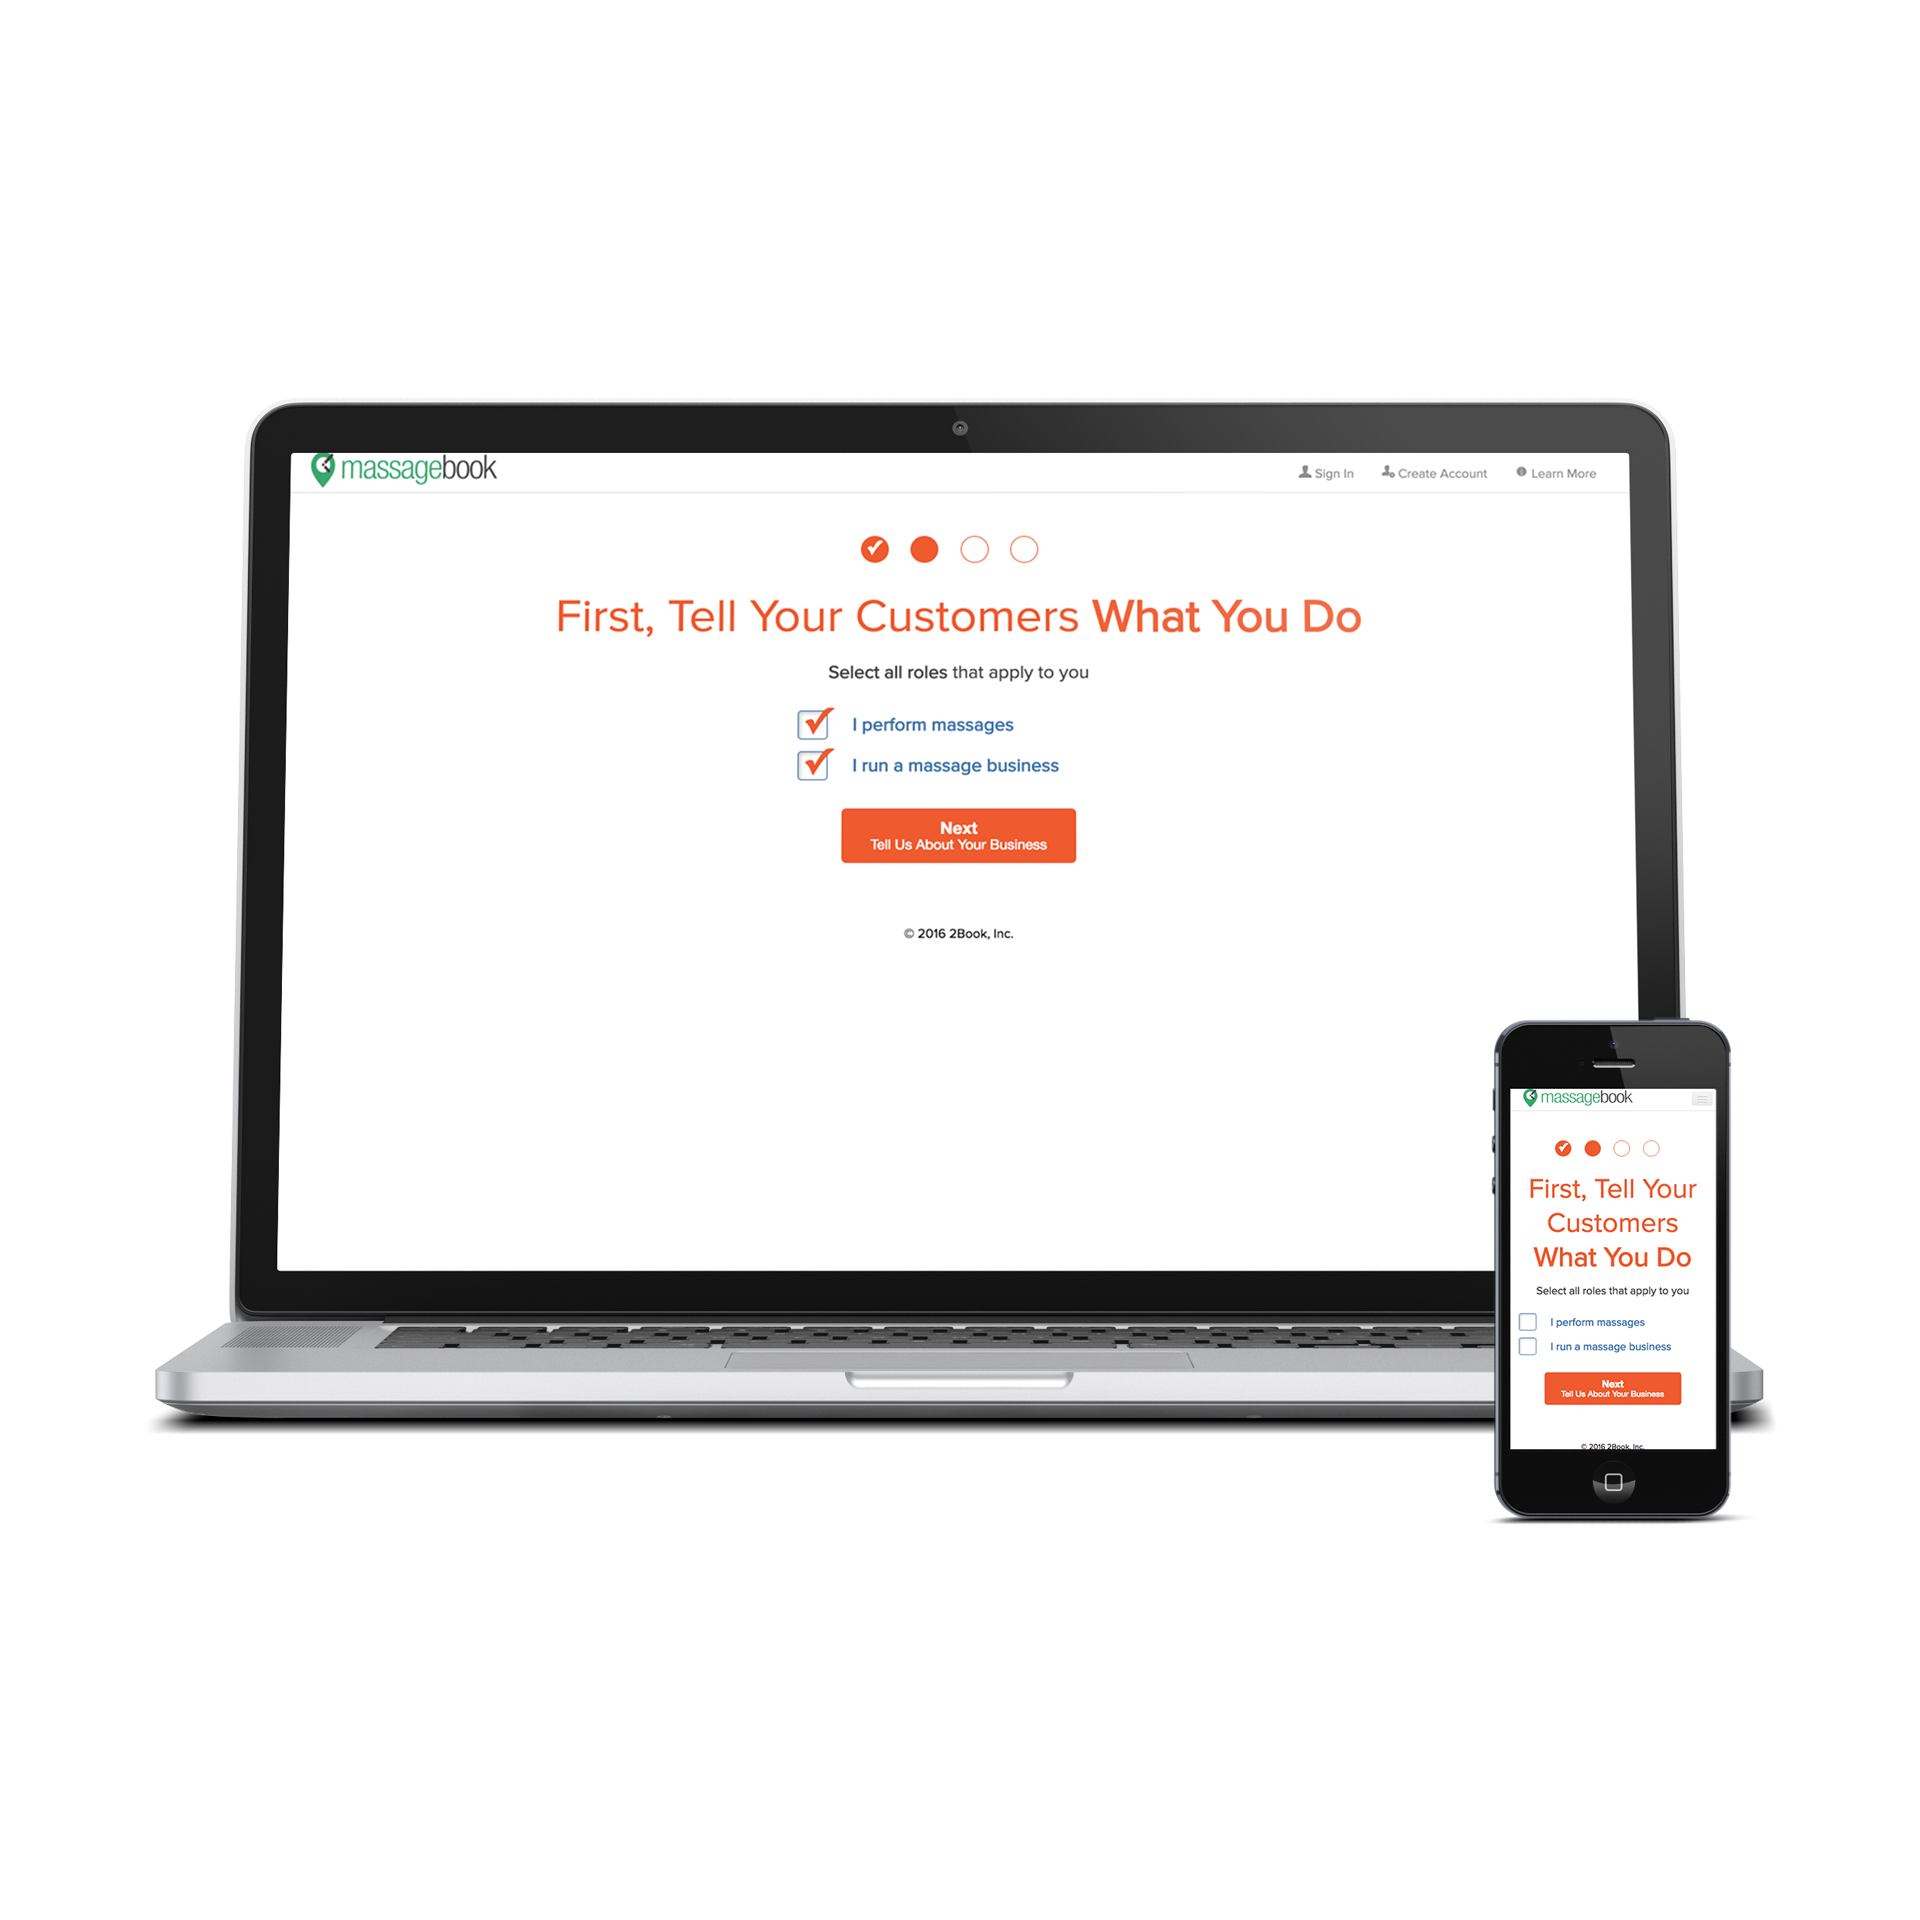 massagebook
Sign In
Create Account
Learn More
First, Tell Your Customers What You Do
Select all roles that apply to you
I perform massages
I run a massage business
Next
Tell Us About Your Business
© 2016 2Book, Inc.
massagebook
First, Tell Your
Customers
What You Do
Select all roles that apply to you
I perform massages
I run a massage business
Next
Tell Us About Your Business
© 2016 2Book, Inc.